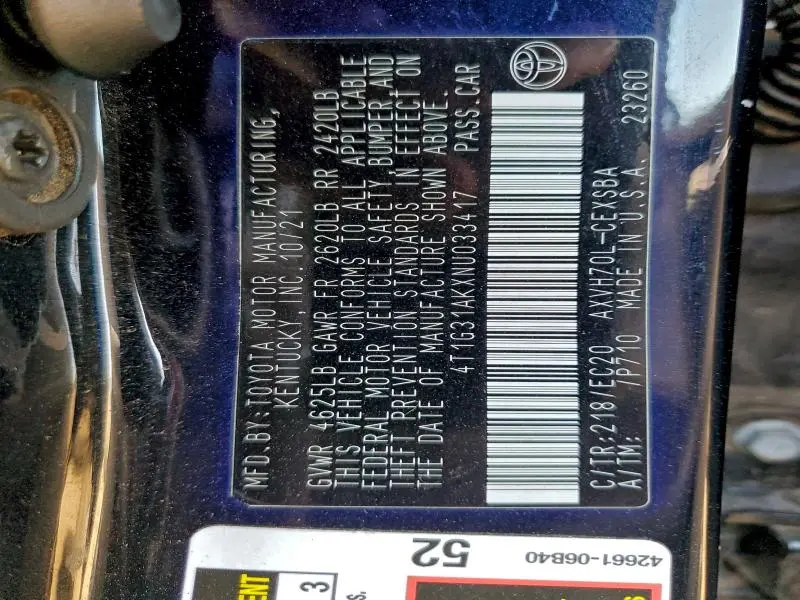 MFD. BY: TOYOTA MOTOR MANUFACTURING,
KENTUCKY, INC. 10/21
GVWR 4625LB GAWR FR 2620LB RR 2420LB
THIS VEHICLE CONFORMS TO ALL APPLICABLE
FEDERAL MOTOR VEHICLE SAFETY, BUMPER, AND
THEFT PREVENTION STANDARDS IN EFFECT ON
THE DATE OF MANUFACTURE SHOWN ABOVE.
4T1G31AKXNU033417 PASS. CAR
C/TR:218/EC20 AXVH70L-CEXSBA
A/TM: /P710 MADE IN U.S.A. 23260
52
42661-06B40
3